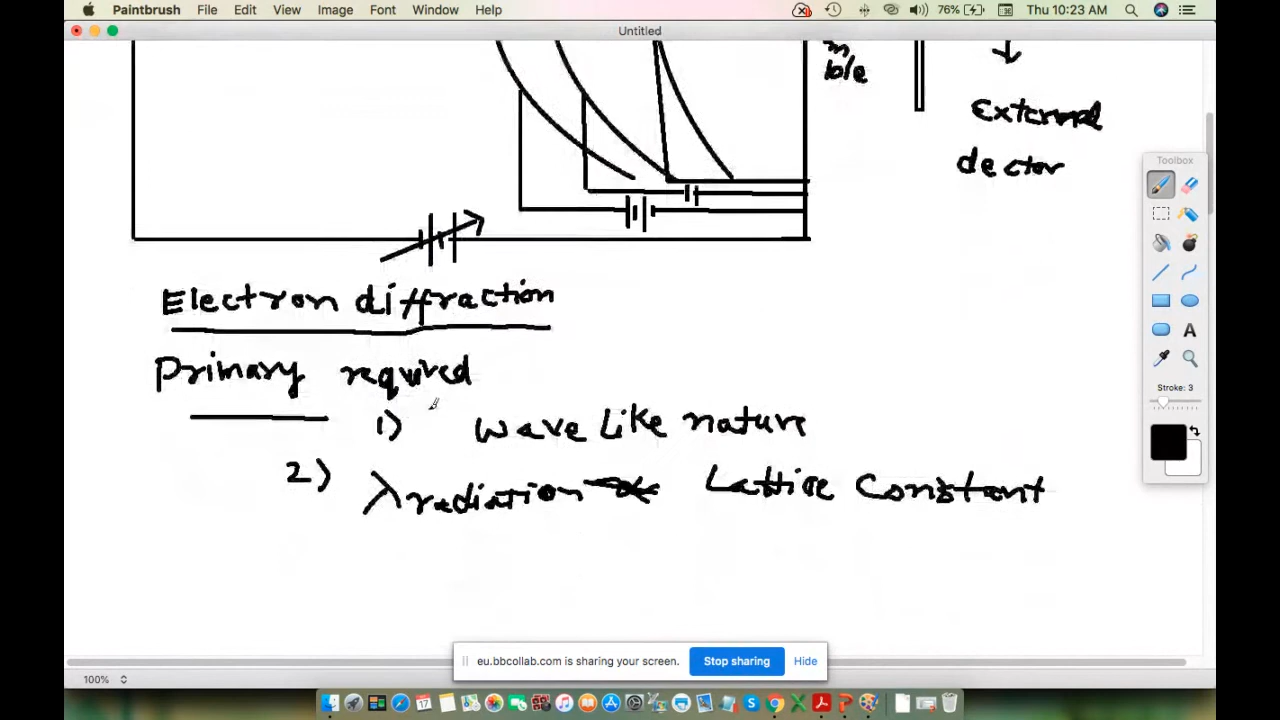 Paintbrush File Edit View Image Font Window Help 76% Thu 10:23 AM
Untitled
m
ble
External
dector
Toolbox
A
Stroke: 3
Electron diffraction
Primary required
1) wave like nature
2) λ radiation Lattice Constant
eu.bbcollab.com is sharing your screen. Stop sharing Hide
100%
17